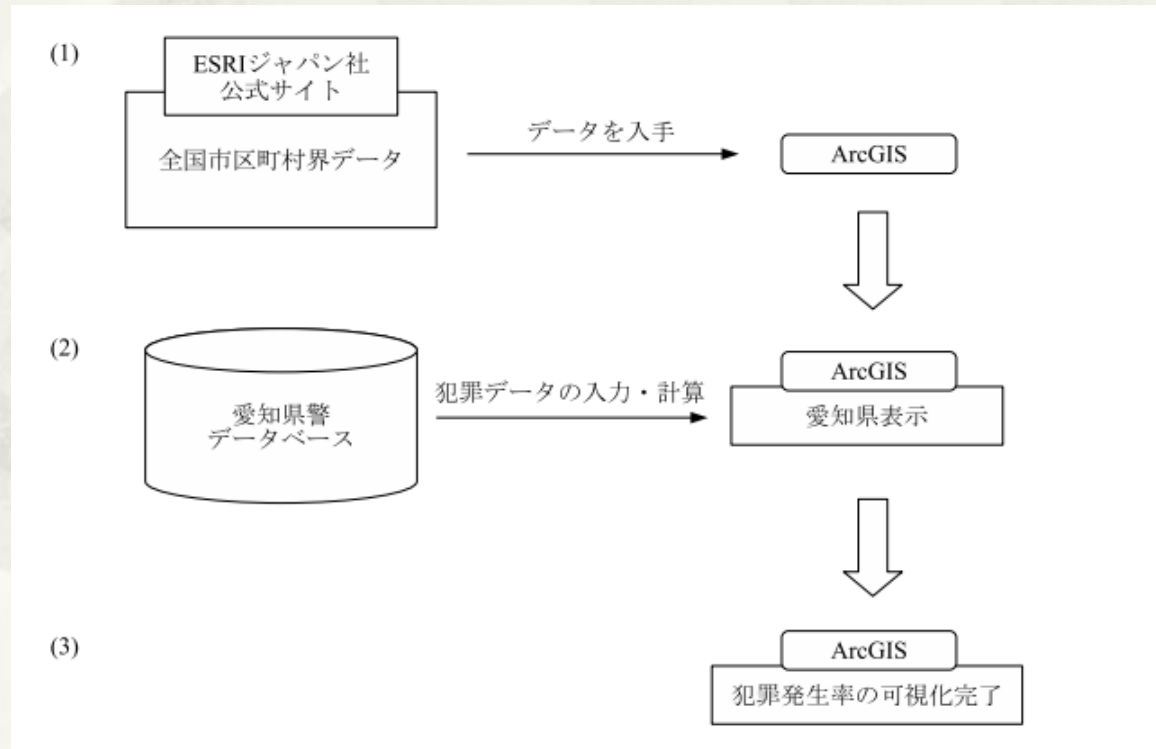 (1)
ESRIジャパン社
公式サイト
全国市区町村界データ
データを入手
ArcGIS
(2)
愛知県警
データベース
犯罪データの入力・計算
ArcGIS
愛知県表示
(3)
ArcGIS
犯罪発生率の可視化完了